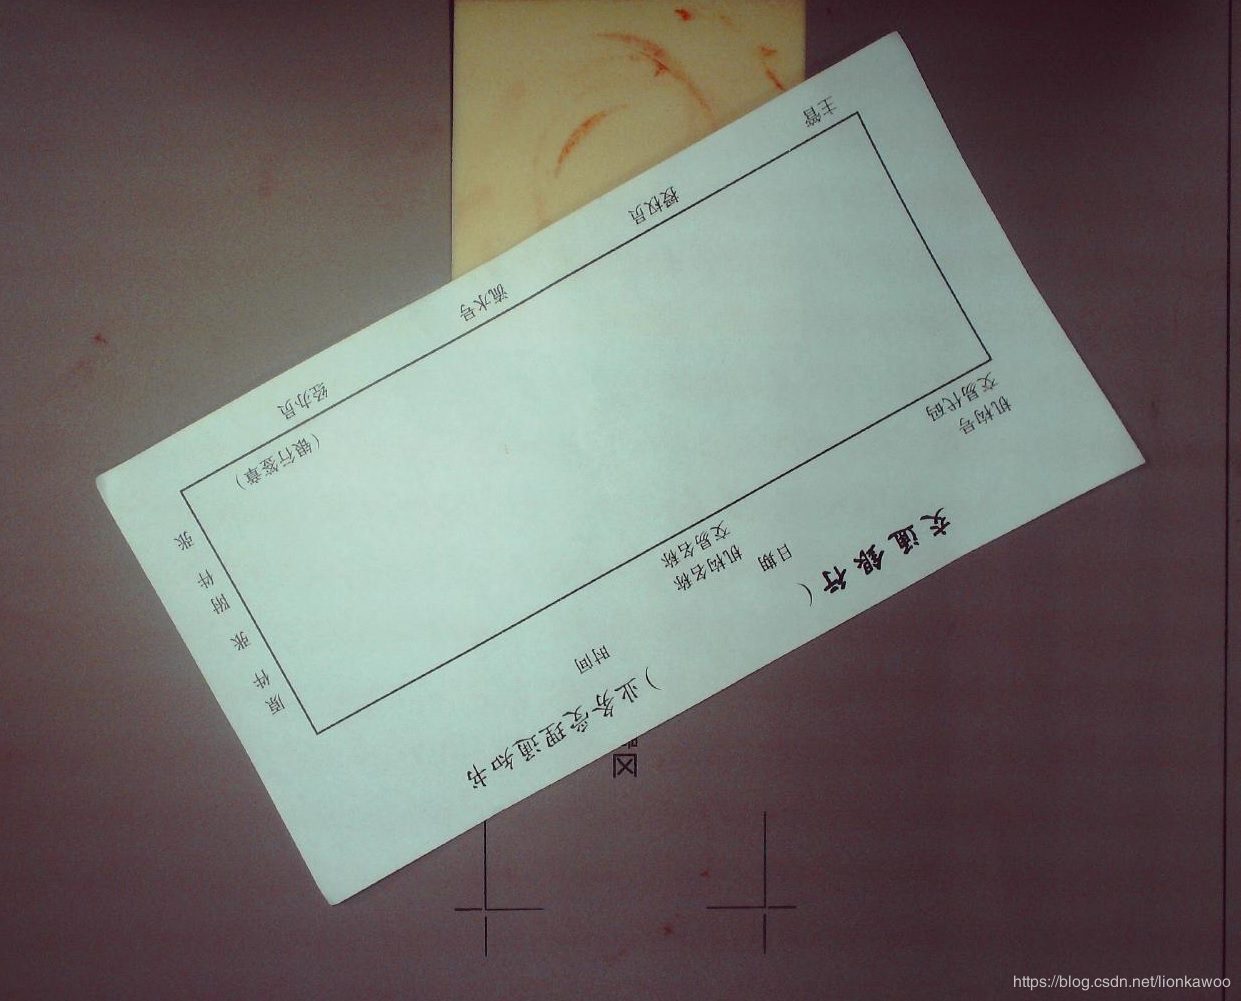 交通银行（ ）业务受理通知书
日期 时间
机构号 机构名称
交易代码 交易名称
原件 张 附件 张
（银行签章）
主管 授权员 流水号 经办员
区
https://blog.csdn.net/lionkawoo